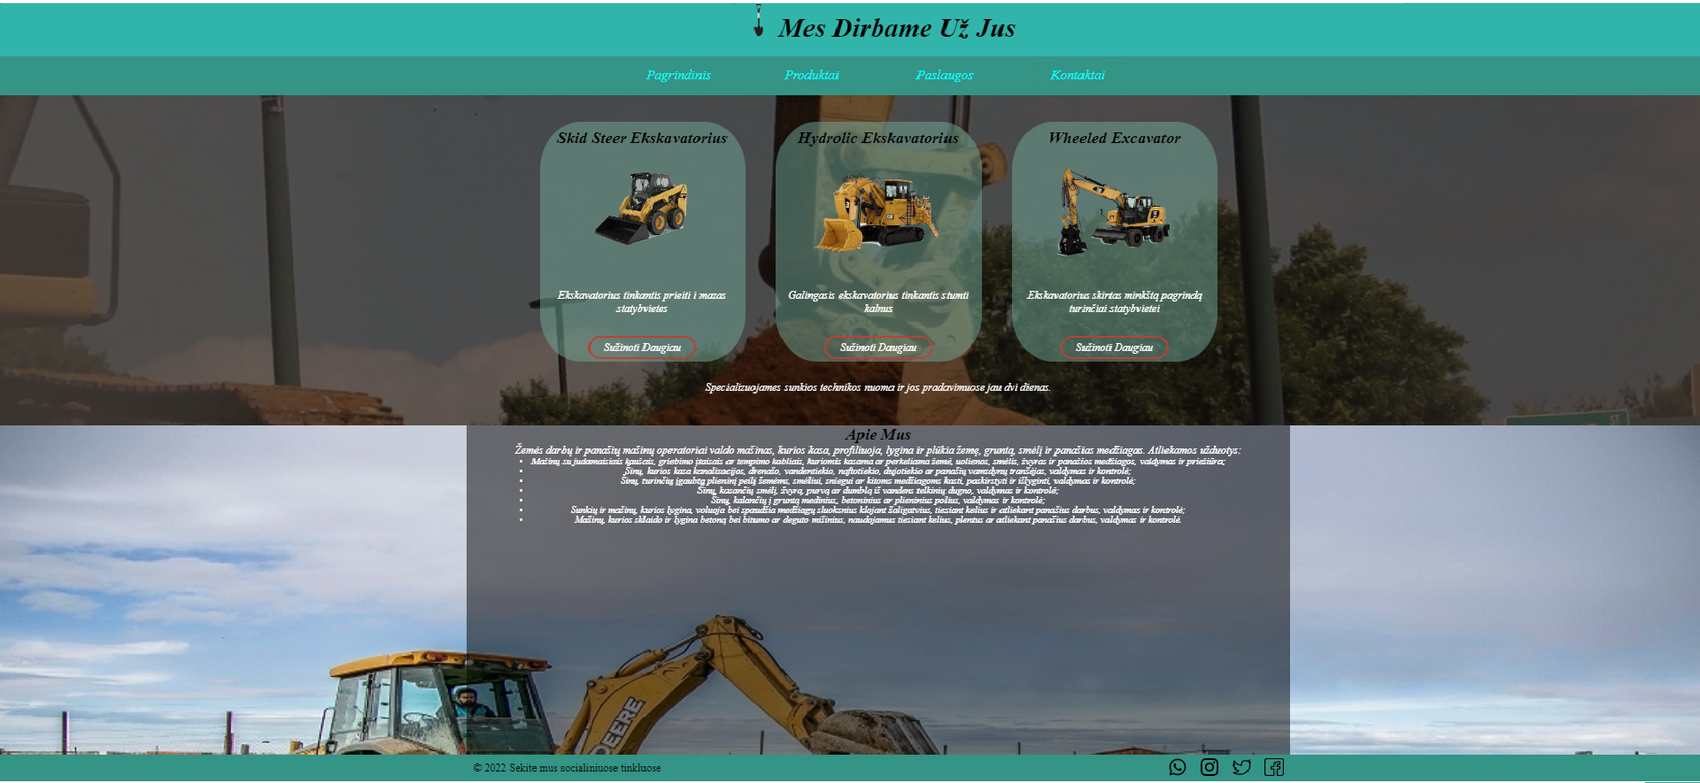 Mes Dirbame Už Jus
Pagrindinis
Produktai
Paslaugos
Kontaktai
Skid Steer Ekskavatorius
Hydrolic Ekskavatorius
Wheeled Excavator
Ekskavatorius tinkantis prieiti i mazas
statybvietes
Galingasis ekskavatorius tinkantis stumti
kalnus
Ekskavatorius skirtas minkštą pagrindą
turinčiai statybvietei
Sužinoti Daugiau
Sužinoti Daugiau
Sužinoti Daugiau
Specializuojames sunkios technikos nuoma ir jos pradavimuose jau dvi dienas.
Apie Mus
Žemės darbų ir panašių mašinų operatoriai valdo mašinas, kurios kasa, profiliuoja, lygina ir plūkia žemę, gruntą, smėlį ir panašias medžiagas. Atliekamos užduotys:
Mašinų su judamaisiais kaušais, griebimo įtaisais ar tempimo kabliais, kuriomis kasama ar perkeliama žemė, uolienas, smėlis, žvyras ir panašios medžiagos, valdymas ir priežiūra;
Šinų, kurios kasa kanalizacijos, drenažo, vandentiekio, naftotiekio, dujotiekio ar panašių vamzdynų tranšėjas, valdymas ir kontrolė;
Šinų, turinčių įgaubtą plieninį peilį žemėms, smėliui, sniegui ar kitoms medžiagoms kasti, paskirstyti ir išlyginti, valdymas ir kontrolė;
Šinų, kasančių smėlį, žvyrą, purvą ar dumblą iš vandens telkinių dugno, valdymas ir kontrolė;
Šinų, kalančių į gruntą medinius, betoninius ar plieninius polius, valdymas ir kontrolė;
Sunkių ir mašinų, kurios lygina, voluoja bei spaudžia medžiagų sluoksnius klojant šaligatvius, tiesiant kelius ir atliekant panašius darbus, valdymas ir kontrolė;
Mašinų, kurios skleido ir lygina betoną bei bitumo ar deguto mišinius, naudojamus tiesiant kelius, plentus ar atliekant panašius darbus, valdymas ir kontrolė.
DEERE
© 2022 Sekite mus socialiniuose tinkluose